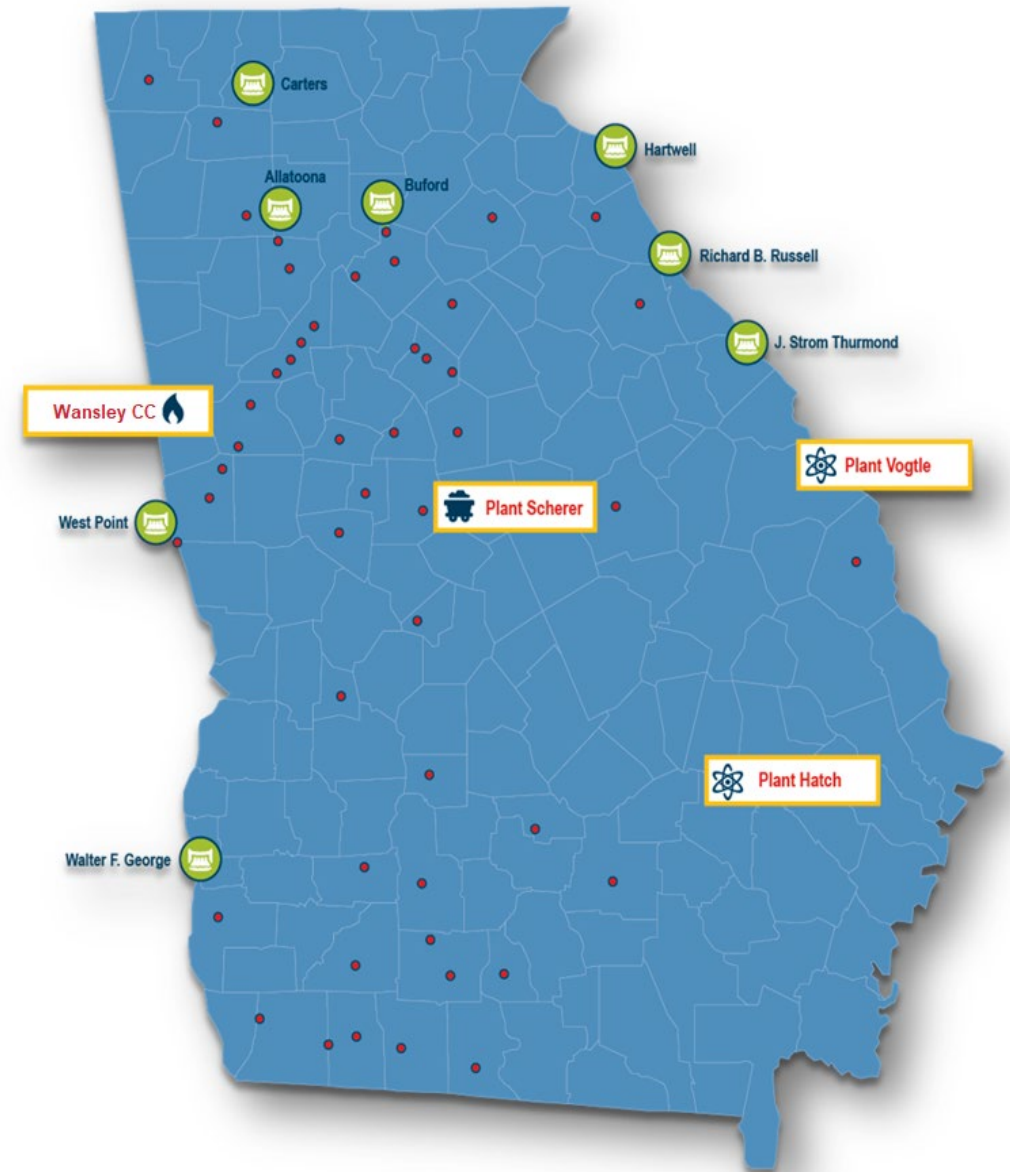 Carters
Hartwell
Allatoona
Buford
Richard B. Russell
J. Strom Thurmond
Wansley CC
Plant Vogtle
Plant Scherer
West Point
Plant Hatch
Walter F. George